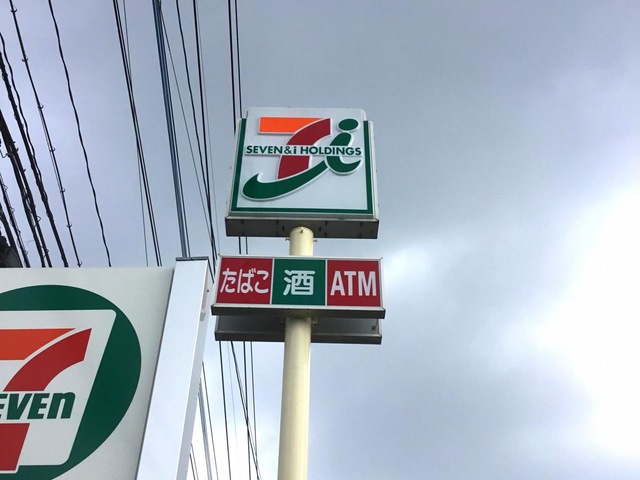 7i
SEVEN & i HOLDINGS
たばこ 酒 ATM
7
EVEN